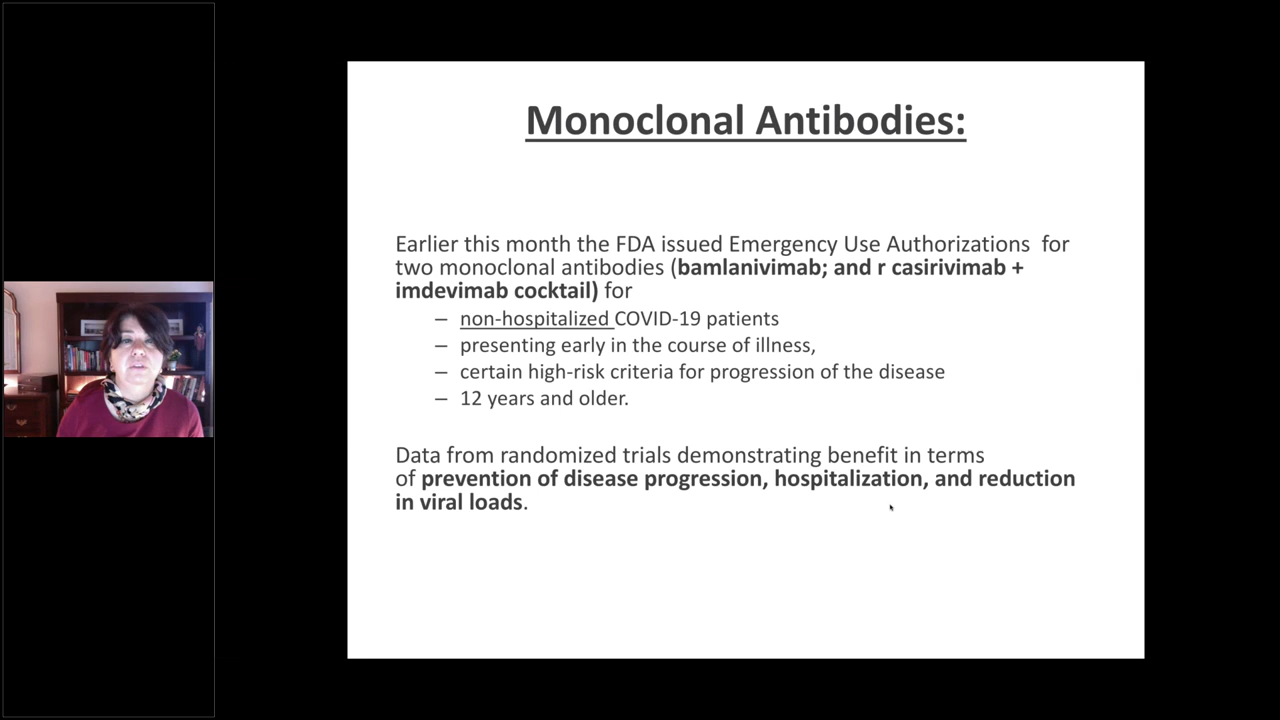 Monoclonal Antibodies:
Earlier this month the FDA issued Emergency Use Authorizations  for
two monoclonal antibodies (bamlanivimab; and r casirivimab +
imdevimab cocktail) for
– non-hospitalized COVID-19 patients
– presenting early in the course of illness,
– certain high-risk criteria for progression of the disease
– 12 years and older.
Data from randomized trials demonstrating benefit in terms
of prevention of disease progression, hospitalization, and reduction
in viral loads.